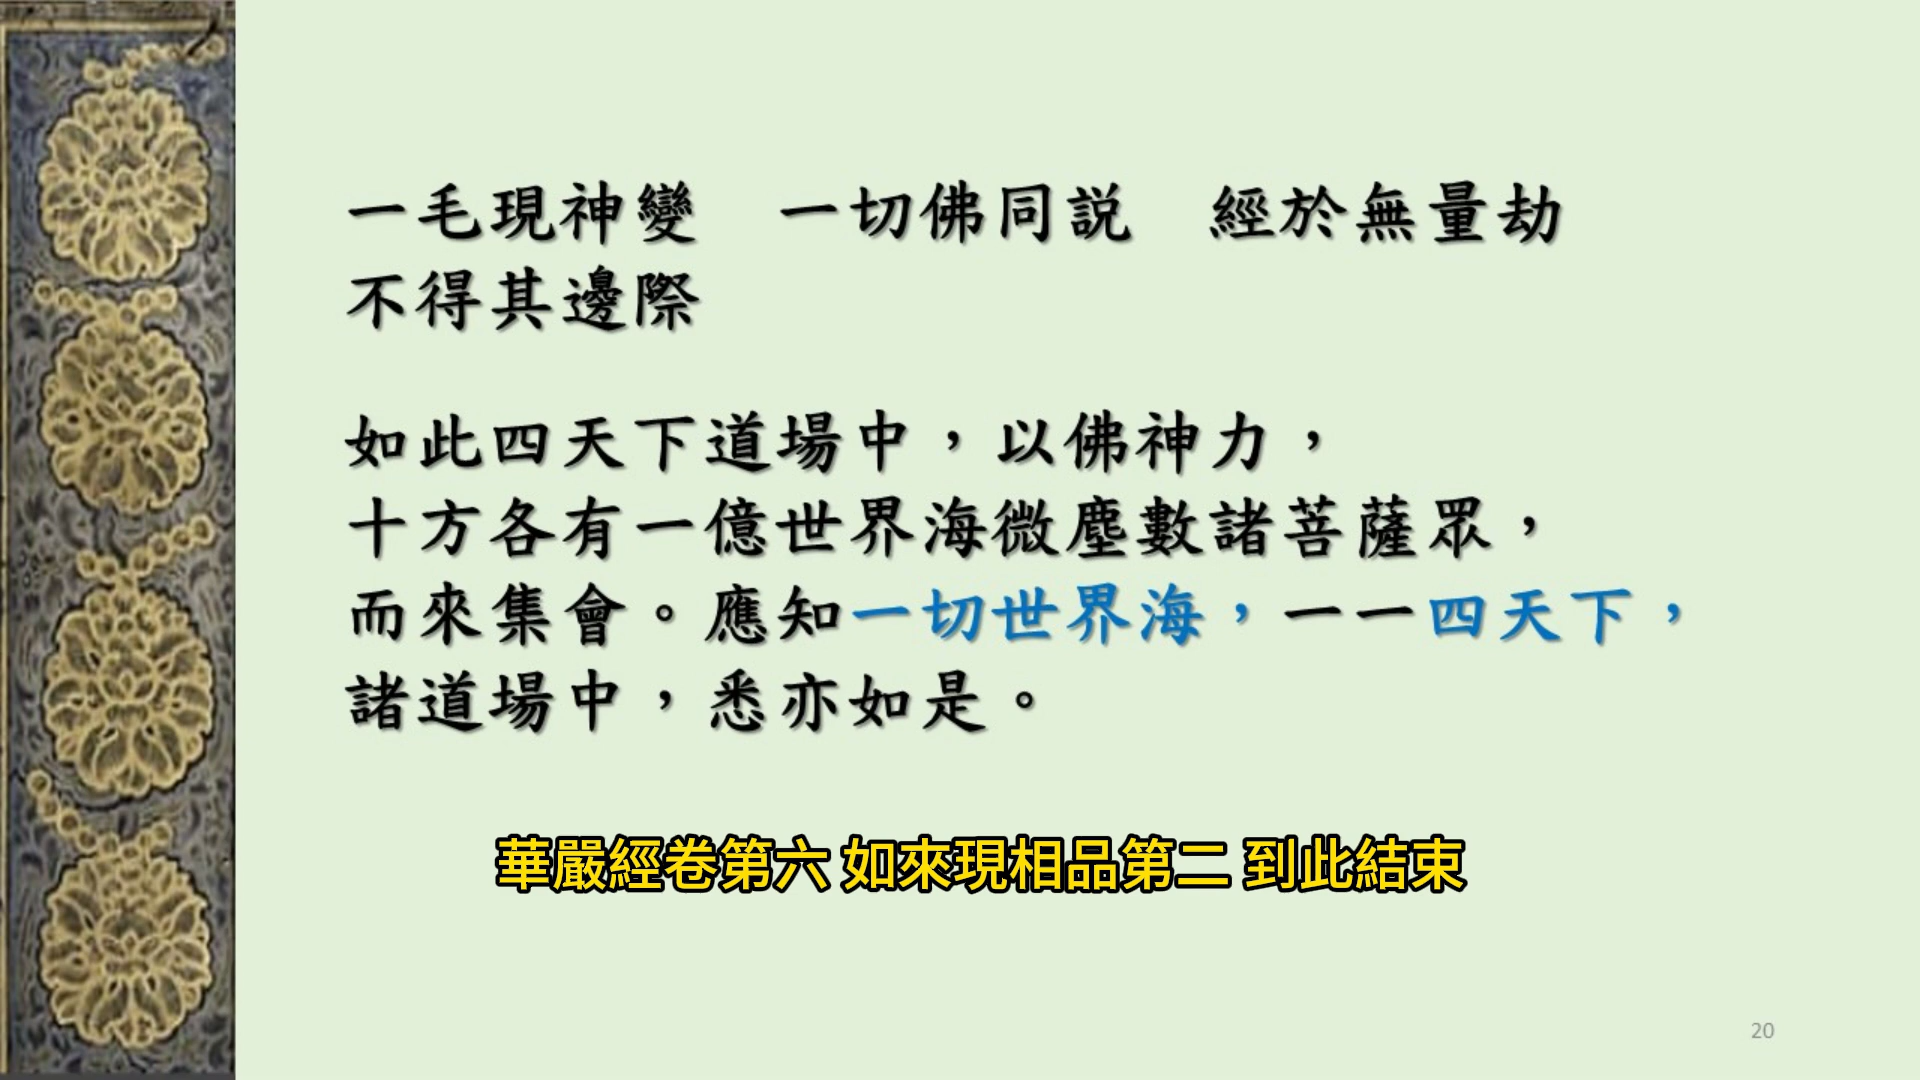 一毛現神變　一切佛同説　經於無量劫
不得其邊際
如此四天下道場中，以佛神力，
十方各有一億世界海微塵數諸菩薩眾，
而來集會。應知一切世界海，一一四天下，
諸道場中，悉亦如是。
華嚴經卷第六 如來現相品第二 到此結束
20